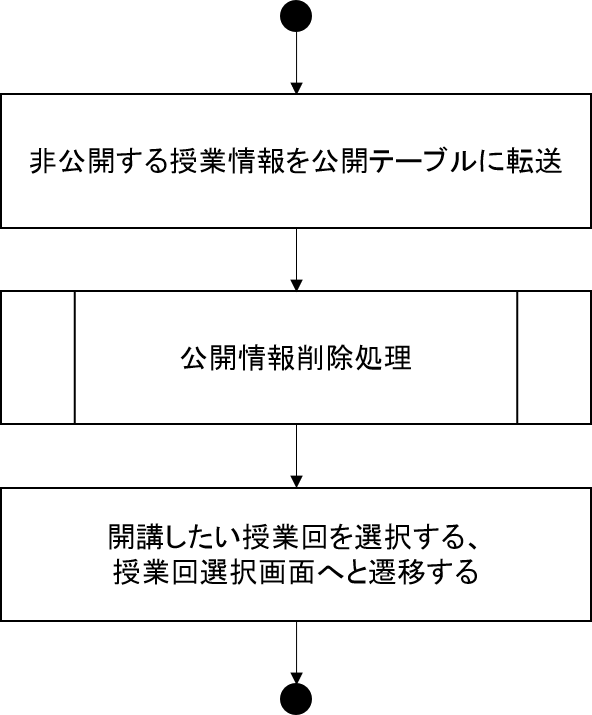 非公開する授業情報を公開テーブルに転送
公開情報削除処理
開講したい授業回を選択する、
授業回選択画面へと遷移する